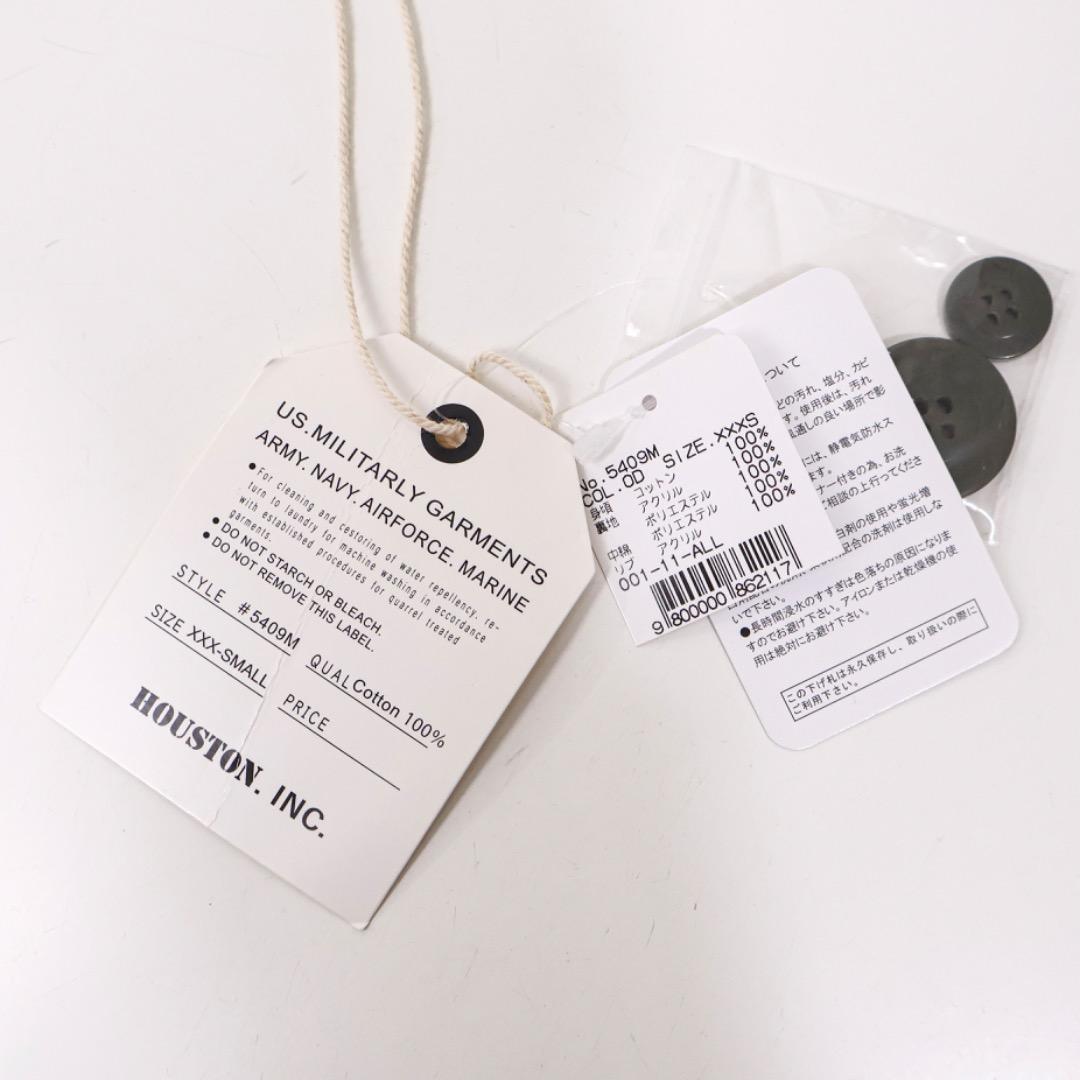 US.MILITARLY GARMENTS
ARMY. NAVY. AIRFORCE. MARINE
●For cleaning and cestoring of water repellency. re-
turn to laundry for machine washing in accordance
with established procedures for quarrel treated
garments.
●DO NOT STARCH OR BLEACH.
●DO NOT REMOVE THIS LABEL.
STYLE #5409M QUAL Cotton 100%
SIZE XXX-SMALL PRICE
HOUSTON. INC.
No.5409M SIZE.XXXS
COL.OD
身頃 コットン 100%
裏地 アクリル 100%
ポリエステル 100%
中綿 ポリエステル 100%
リブ アクリル 100%
001-11-ALL
9 800000 862117
ついて
どの汚れ、塩分、カビ
す。使用後は、汚れ
風通しの良い場所で影
には、静電気防水ス
ます。
ナー付きの為、お洗
ご相談の上行ってくださ
白剤の使用や蛍光増
配合の洗剤は使用しな
いで下さい。
●長時間浸水のすすぎは色落ちの原因になりま
すのでお避け下さい。アイロンまたは乾燥機の使
用は絶対にお避け下さい。
この下げ札は永久保存し、取り扱いの際に
ご利用下さい。